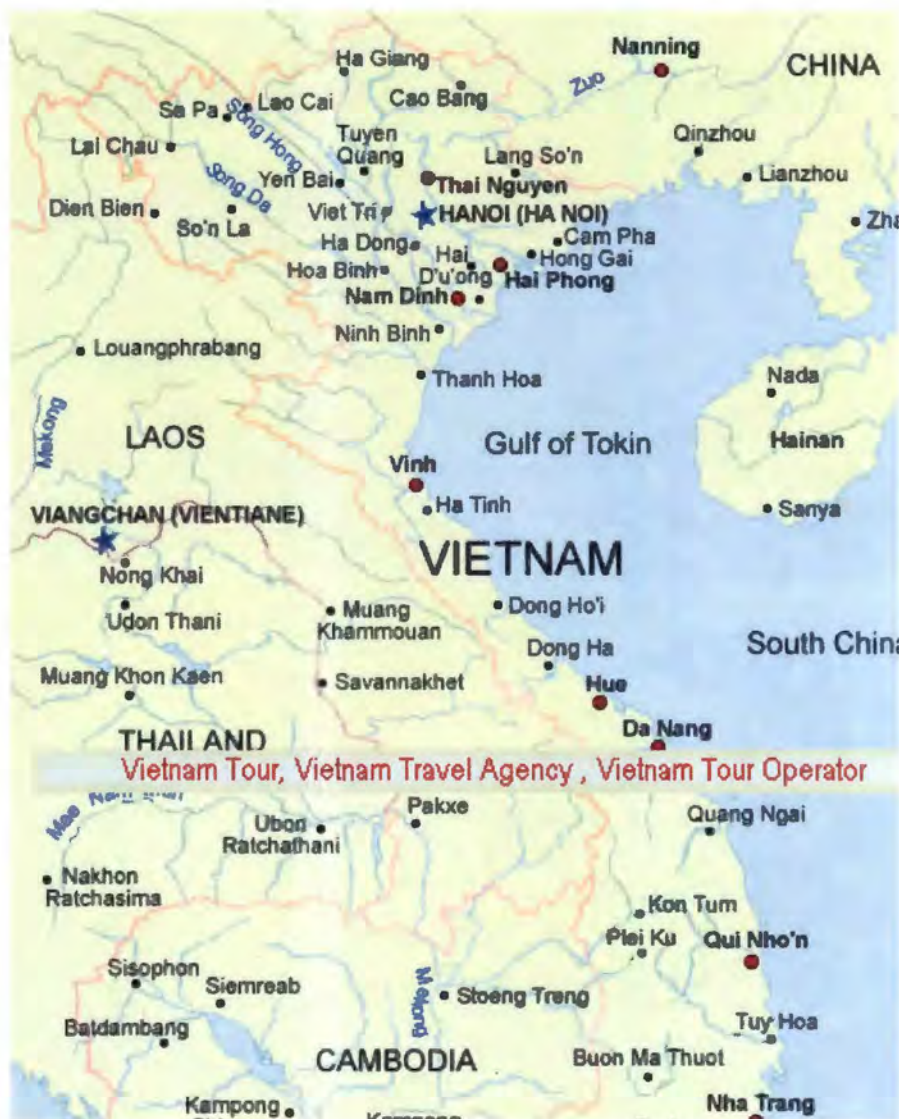 Nanning
Ha Giang
CHINA
Zuo
Cao Bang
Lao Cai
Sa Pa
Song Hong
Tuyen
Quang
Qinzhou
Lai Chau
Lang So'n
Lianzhou
Song Da
Yen Bai
Thai Nguyen
Dien Bien
So'n La
Viet Tri
HANOI (HA NOI)
Zha
Ha Dong
Cam Pha
Hai
D'u'ong
Hong Gai
Hoa Binh
Hai Phong
Nam Dinh
Ninh Binh
Louangphrabang
Thanh Hoa
Nada
Mekong
LAOS
Gulf of Tokin
Hainan
Vinh
Ha Tinh
Sanya
VIANGCHAN (VIENTIANE)
VIETNAM
Nong Khai
Udon Thani
Muang
Khammouan
Dong Ho'i
Dong Ha
South China
Muang Khon Kaen
Savannakhet
Hue
Da Nang
THAILAND
Vietnam Tour, Vietnam Travel Agency , Vietnam Tour Operator
Mae
Pakxe
Quang Ngai
Ubon
Ratchathani
Nakhon
Ratchasima
Kon Tum
Plei Ku
Qui Nho'n
Sisophon
Siemreab
Mekong
Stoeng Treng
Batdambang
Tuy Hoa
CAMBODIA
Buon Ma Thuot
Kampong
Kampong
Nha Trang